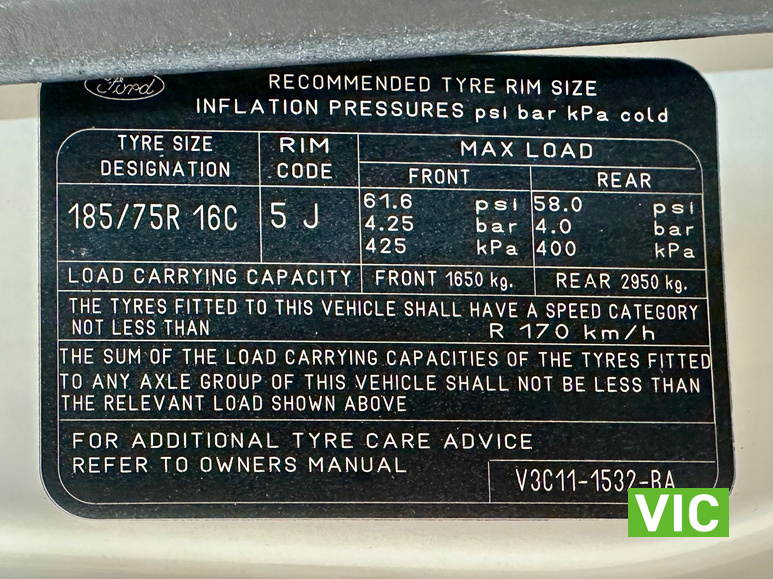 Ford
RECOMMENDED TYRE RIM SIZE
INFLATION PRESSURES psi bar kPa cold
TYRE SIZE DESIGNATION
RIM CODE
MAX LOAD
FRONT
REAR
185/75R 16C
5 J
61.6 psi
4.25 bar
425 kPa
58.0 psi
4.0 bar
400 kPa
LOAD CARRYING CAPACITY FRONT 1650 kg. REAR 2950 kg.
THE TYRES FITTED TO THIS VEHICLE SHALL HAVE A SPEED CATEGORY
NOT LESS THAN R 170 km/h
THE SUM OF THE LOAD CARRYING CAPACITIES OF THE TYRES FITTED
TO ANY AXLE GROUP OF THIS VEHICLE SHALL NOT BE LESS THAN
THE RELEVANT LOAD SHOWN ABOVE
FOR ADDITIONAL TYRE CARE ADVICE
REFER TO OWNERS MANUAL
V3C11-1532-BA
VIC